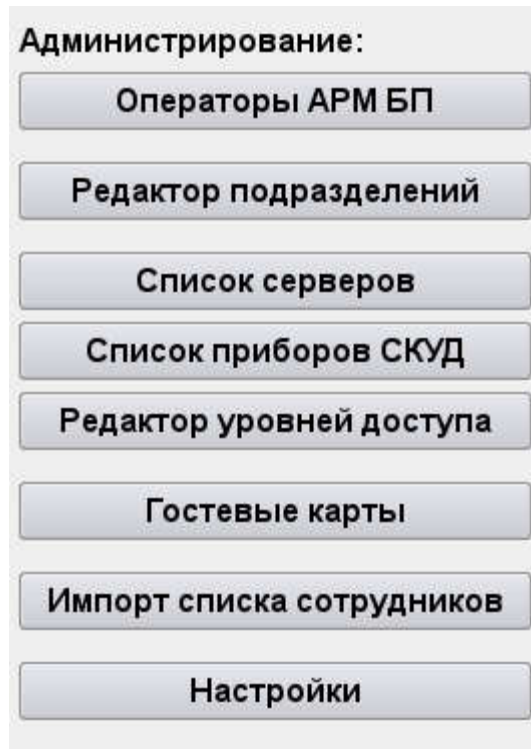 Администрирование:
Операторы АРМ БП
Редактор подразделений
Список серверов
Список приборов СКУД
Редактор уровней доступа
Гостевые карты
Импорт списка сотрудников
Настройки